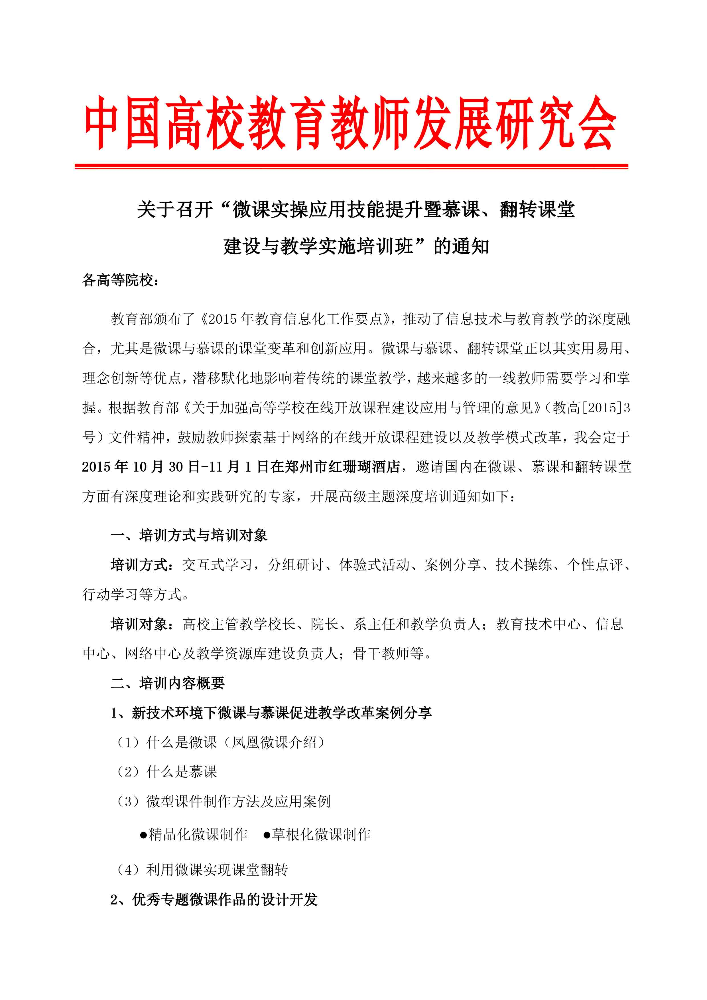 中国高校教育教师发展研究会
关于召开“微课实操应用技能提升暨慕课、翻转课堂
建设与教学实施培训班”的通知
各高等院校：
教育部颁布了《2015 年教育信息化工作要点》，推动了信息技术与教育教学的深度融
合，尤其是微课与慕课的课堂变革和创新应用。微课与慕课、翻转课堂正以其实用易用、
理念创新等优点，潜移默化地影响着传统的课堂教学，越来越多的一线教师需要学习和掌
握。根据教育部《关于加强高等学校在线开放课程建设应用与管理的意见》（教高[2015]3
号）文件精神，鼓励教师探索基于网络的在线开放课程建设以及教学模式改革，我会定于
2015 年 10 月 30 日-11 月 1 日在郑州市红珊瑚酒店，邀请国内在微课、慕课和翻转课堂
方面有深度理论和实践研究的专家，开展高级主题深度培训通知如下：
一、培训方式与培训对象
培训方式：交互式学习，分组研讨、体验式活动、案例分享、技术操练、个性点评、
行动学习等方式。
培训对象：高校主管教学校长、院长、系主任和教学负责人；教育技术中心、信息
中心、网络中心及教学资源库建设负责人；骨干教师等。
二、培训内容概要
1、新技术环境下微课与慕课促进教学改革案例分享
（1）什么是微课（凤凰微课介绍）
（2）什么是慕课
（3）微型课件制作方法及应用案例
●精品化微课制作 ●草根化微课制作
（4）利用微课实现课堂翻转
2、优秀专题微课作品的设计开发